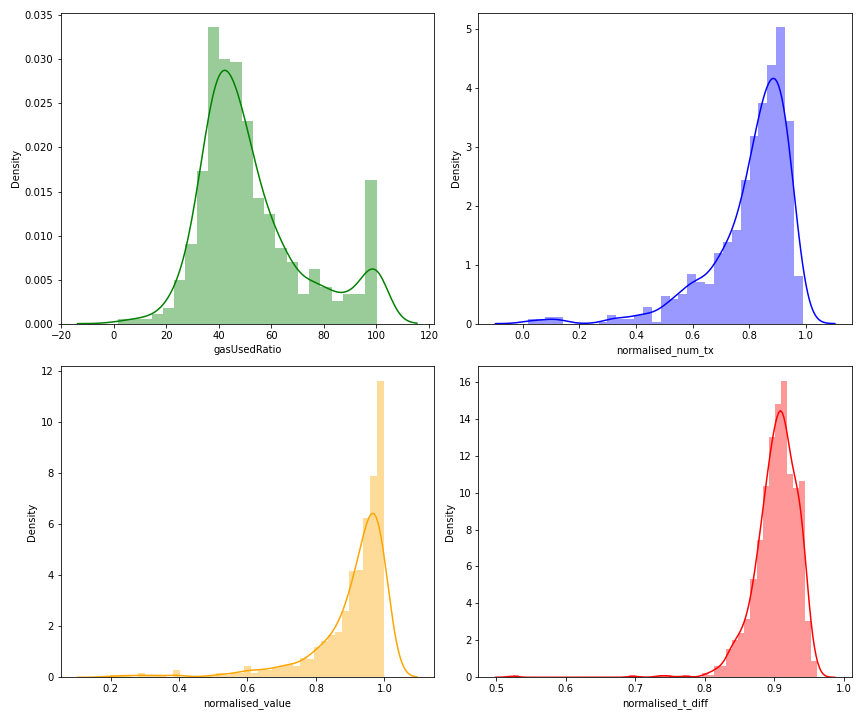 0.035
0.030
0.025
0.020
0.015
0.010
0.005
0.000
Density
−20 0 20 40 60 80 100 120
gasUsedRatio
5
4
3
2
1
0
Density
0.0 0.2 0.4 0.6 0.8 1.0
normalised_num_tx
12
10
8
6
4
2
0
Density
0.2 0.4 0.6 0.8 1.0
normalised_value
16
14
12
10
8
6
4
2
0
Density
0.5 0.6 0.7 0.8 0.9 1.0
normalised_t_diff